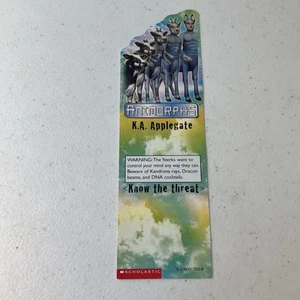 ANIMORPHS
K.A. Applegate
WARNING: The Yeerks want to
control your mind any way they can.
Beware of Kandrona rays, Dracon
beams, and DNA cocktails.
Know the threat
SCHOLASTIC